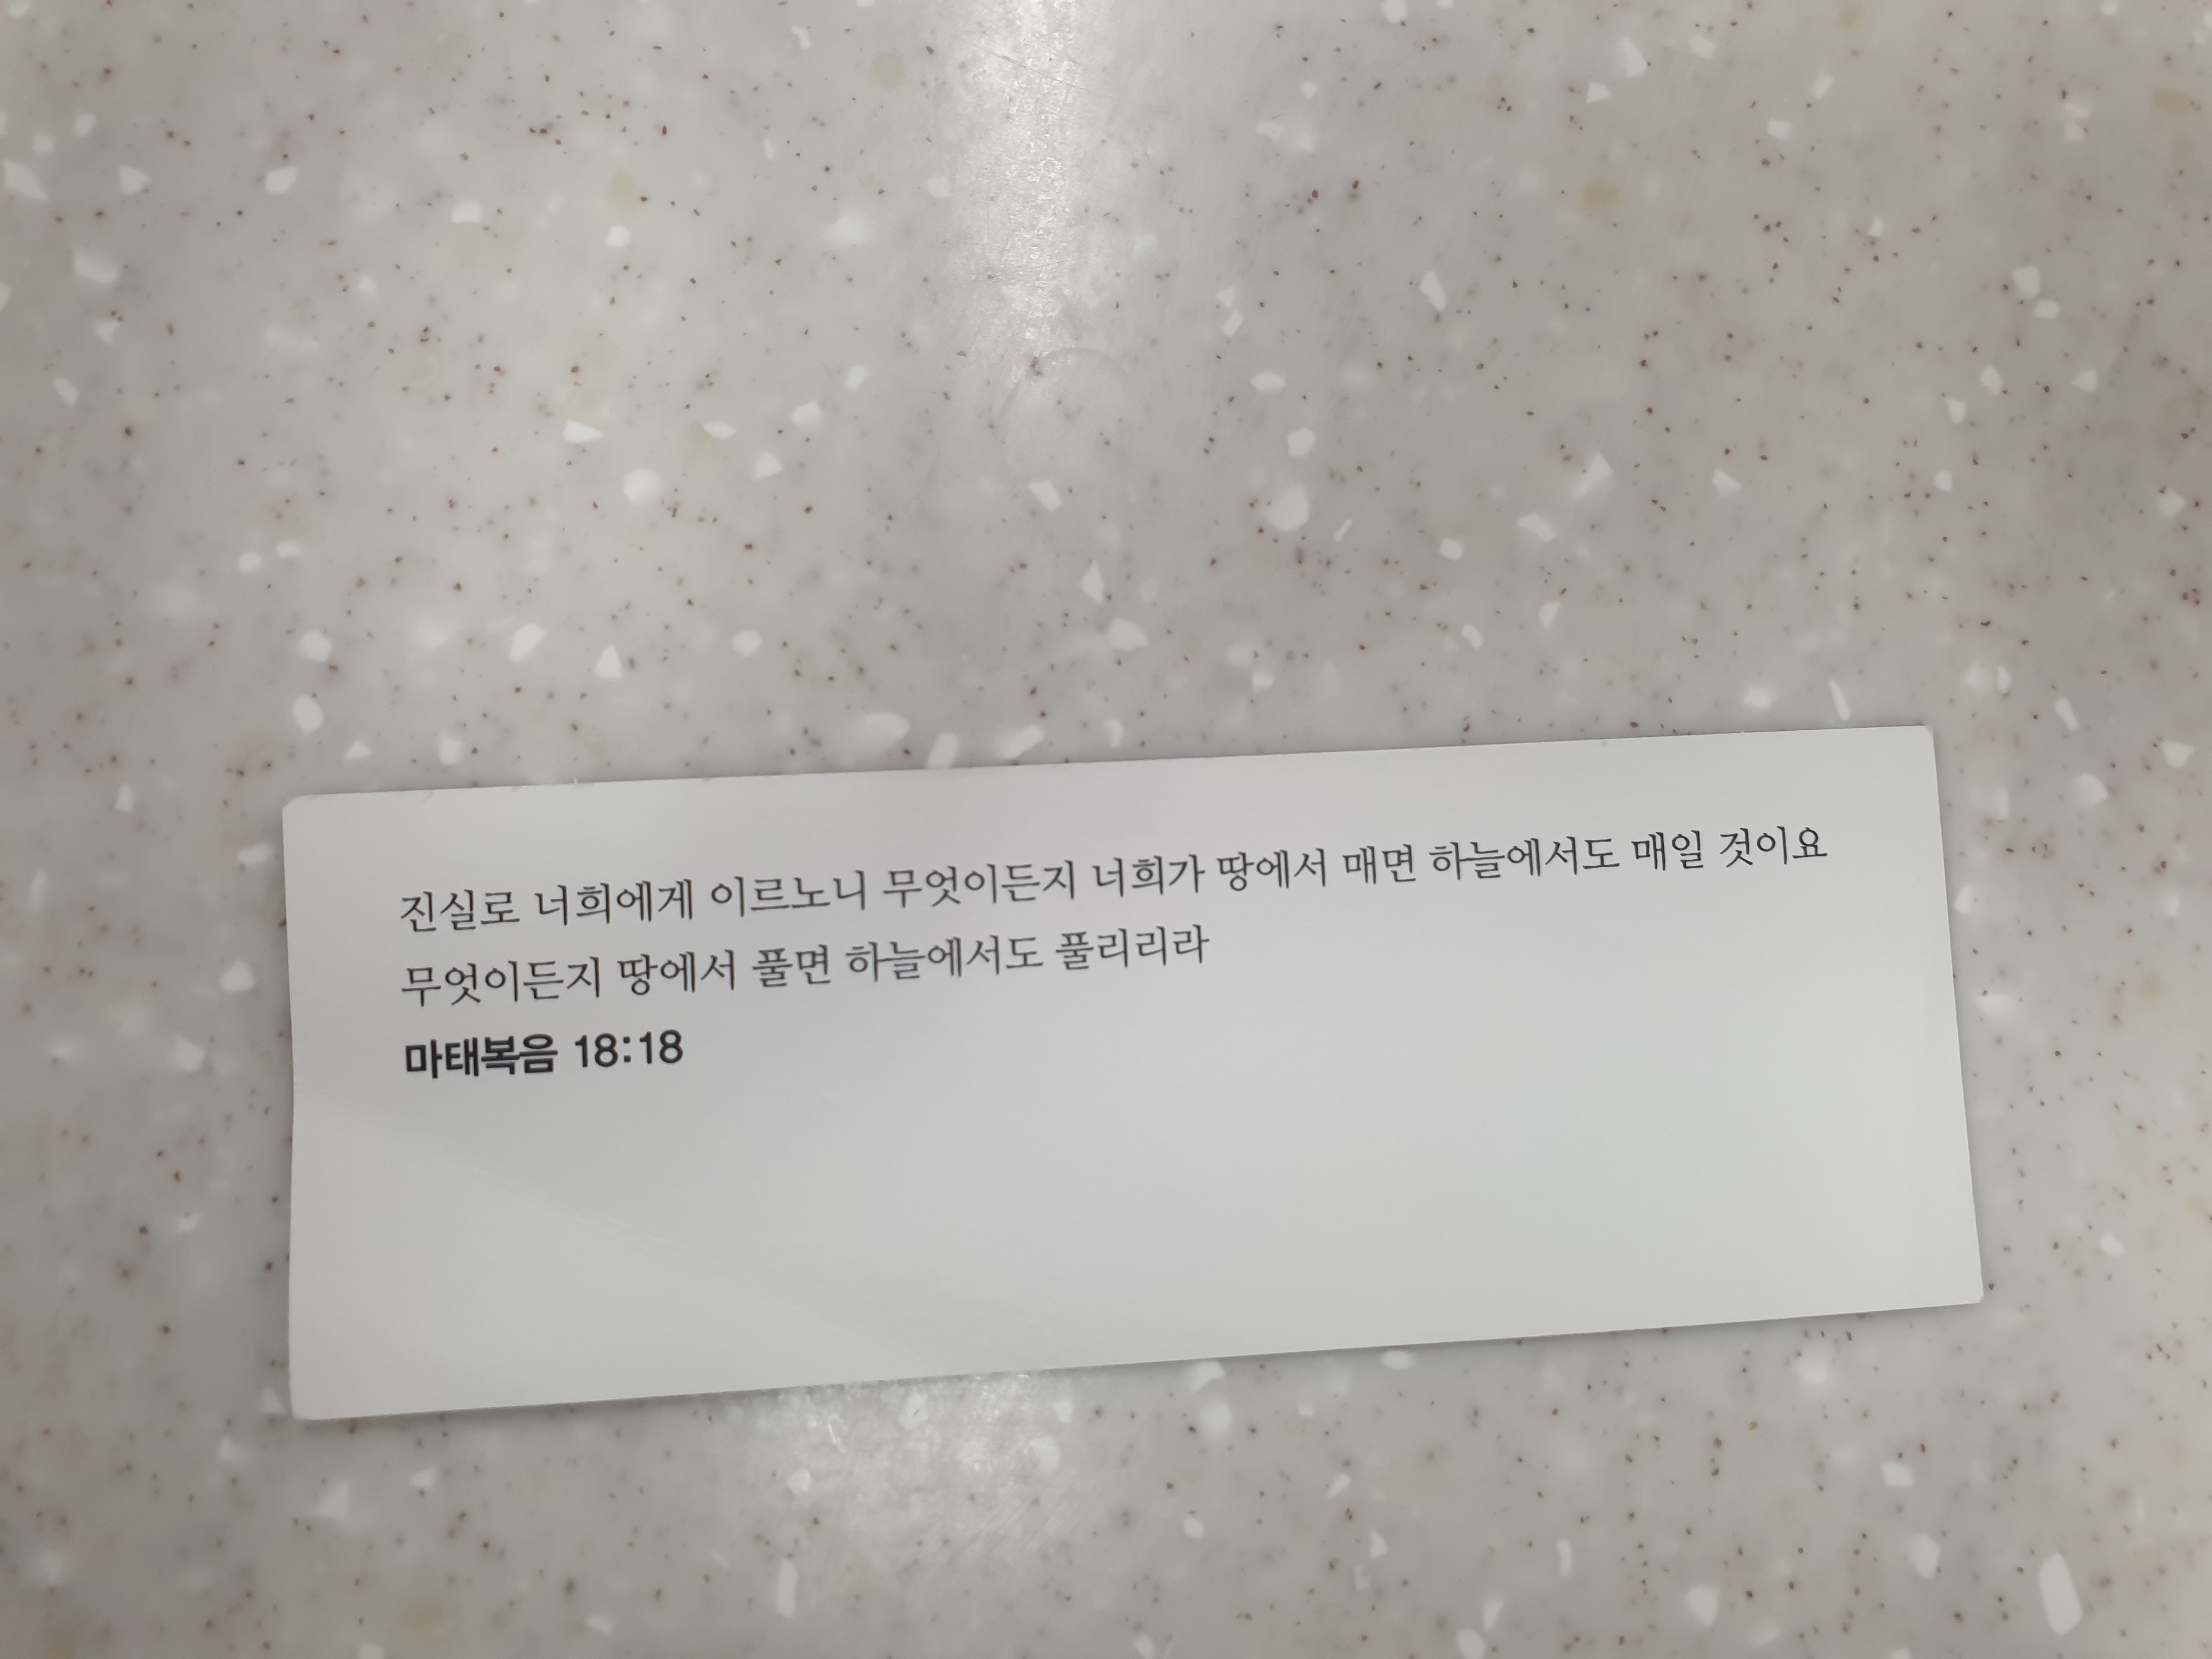 진실로 너희에게 이르노니 무엇이든지 너희가 땅에서 매면 하늘에서도 매일 것이요
무엇이든지 땅에서 풀면 하늘에서도 풀리리라
마태복음 18:18